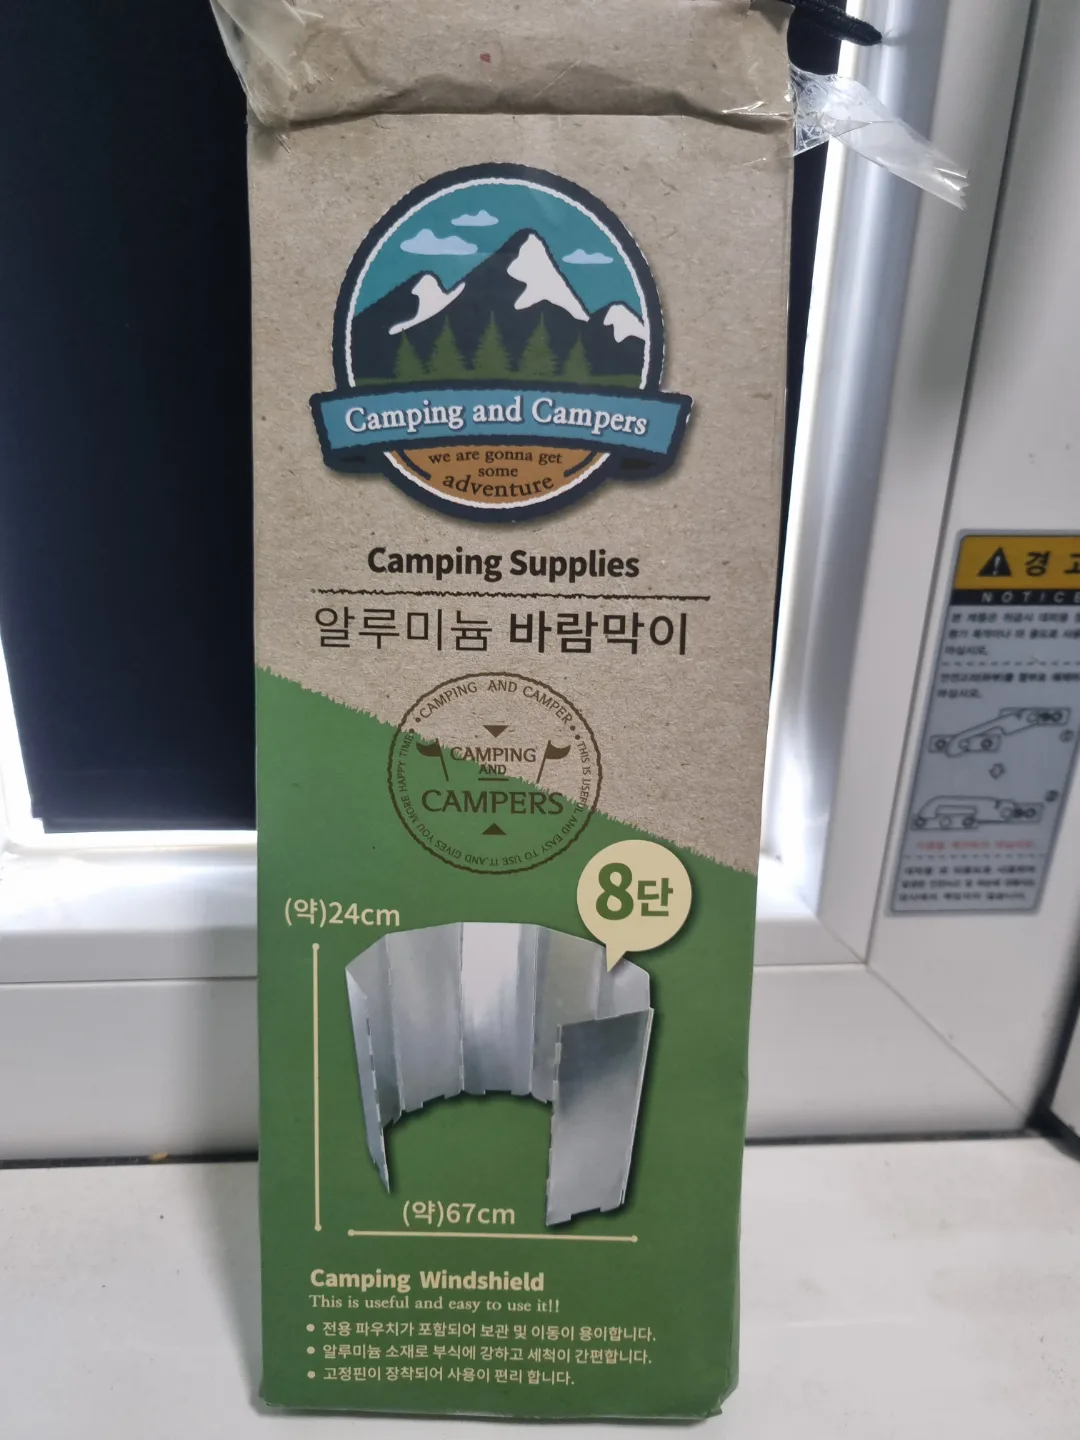 Camping and Campers
we are gonna get
some
adventure
Camping Supplies
알루미늄 바람막이
CAMPING AND CAMPER
THIS IS USEFUL AND EASY TO USE IT. AND GIVES YOU MORE HAPPY TIME
CAMPING
AND
CAMPERS
8단
(약)24cm
(약)67cm
Camping Windshield
This is useful and easy to use it!!
• 전용 파우치가 포함되어 보관 및 이동이 용이합니다.
• 알루미늄 소재로 부식에 강하고 세척이 간편합니다.
• 고정핀이 장착되어 사용이 편리 합니다.
경 고
NOTICE